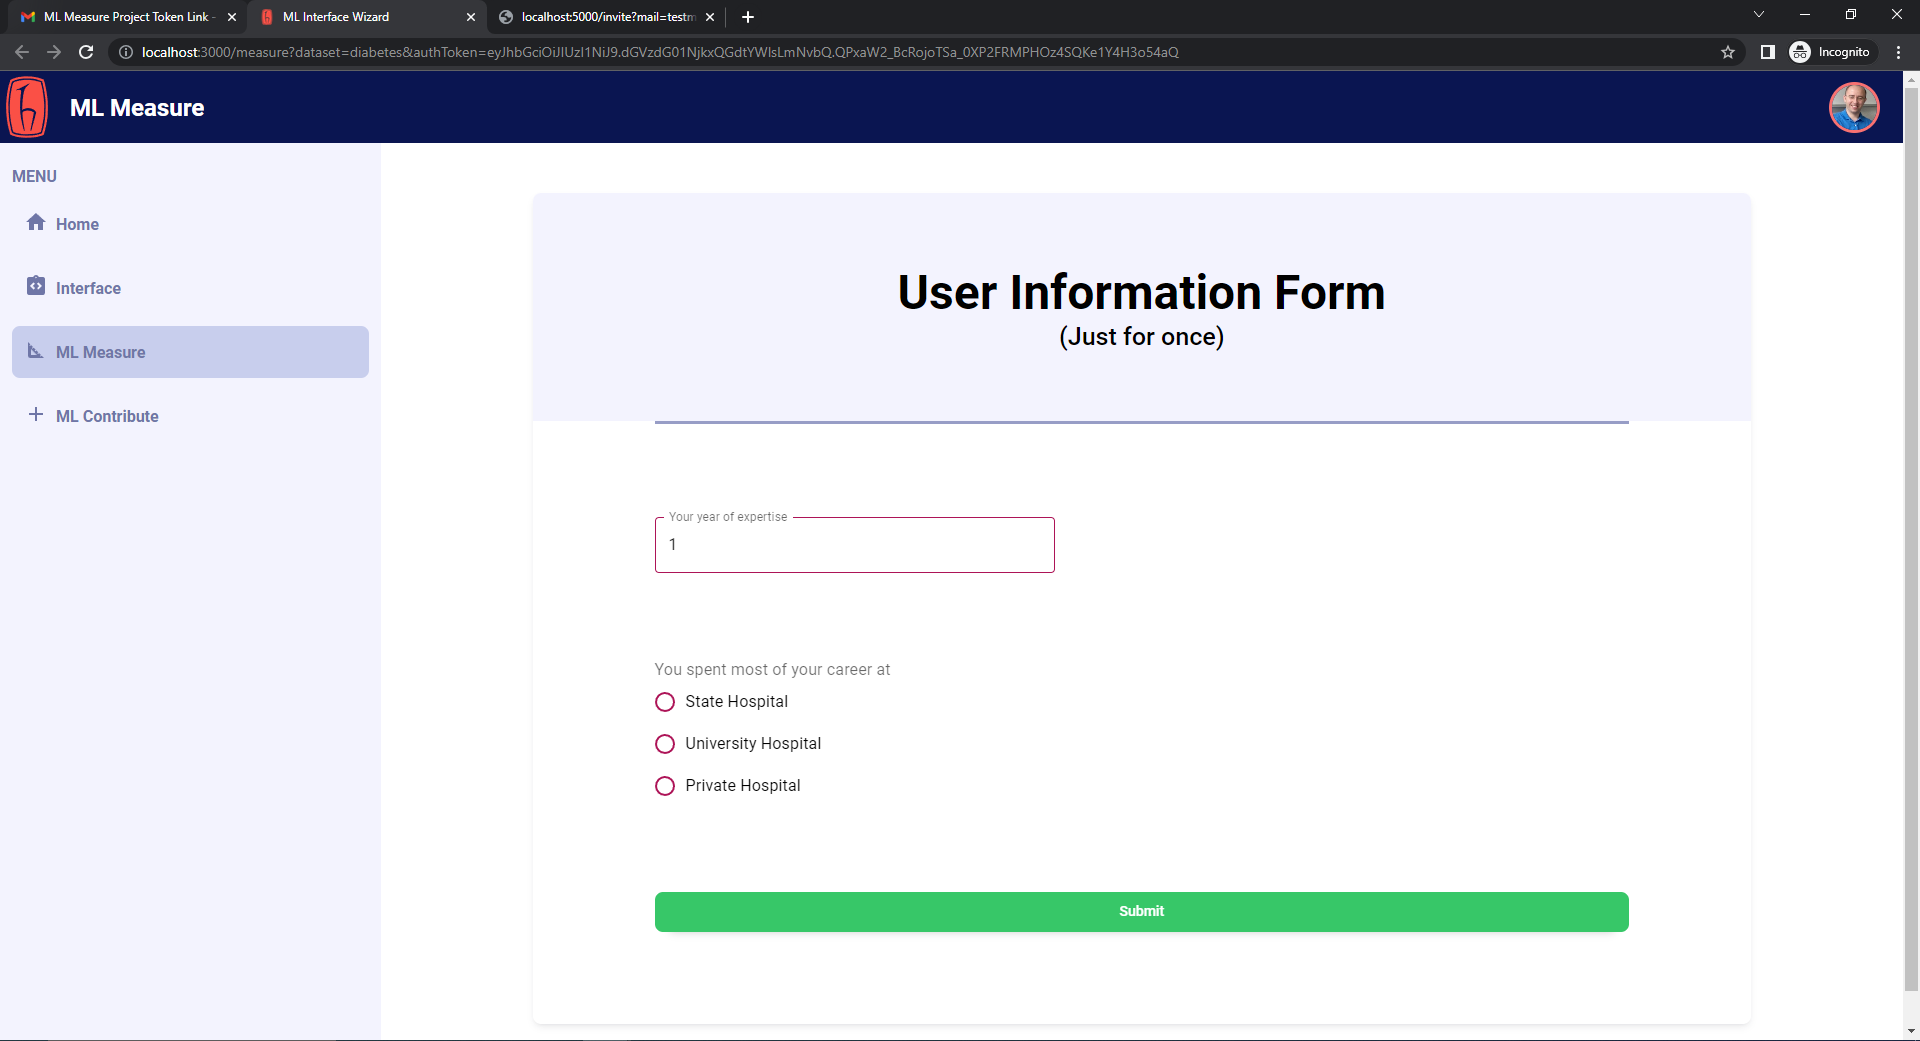 ML Measure Project Token Link -
ML Interface Wizard
localhost:5000/invite?mail=testm
localhost:3000/measure?dataset=diabetes&authToken=eyJhbGciOiJIUzI1NiJ9.dGVzdG01NjkxQGdtYWlsLmNvbQ.QPxaW2_BcRojoTSa_0XP2FRMPHOz4SQKe1Y4H3o54aQ
Incognito
ML Measure
MENU
Home
Interface
ML Measure
ML Contribute
User Information Form
(Just for once)
Your year of expertise
1
You spent most of your career at
State Hospital
University Hospital
Private Hospital
Submit